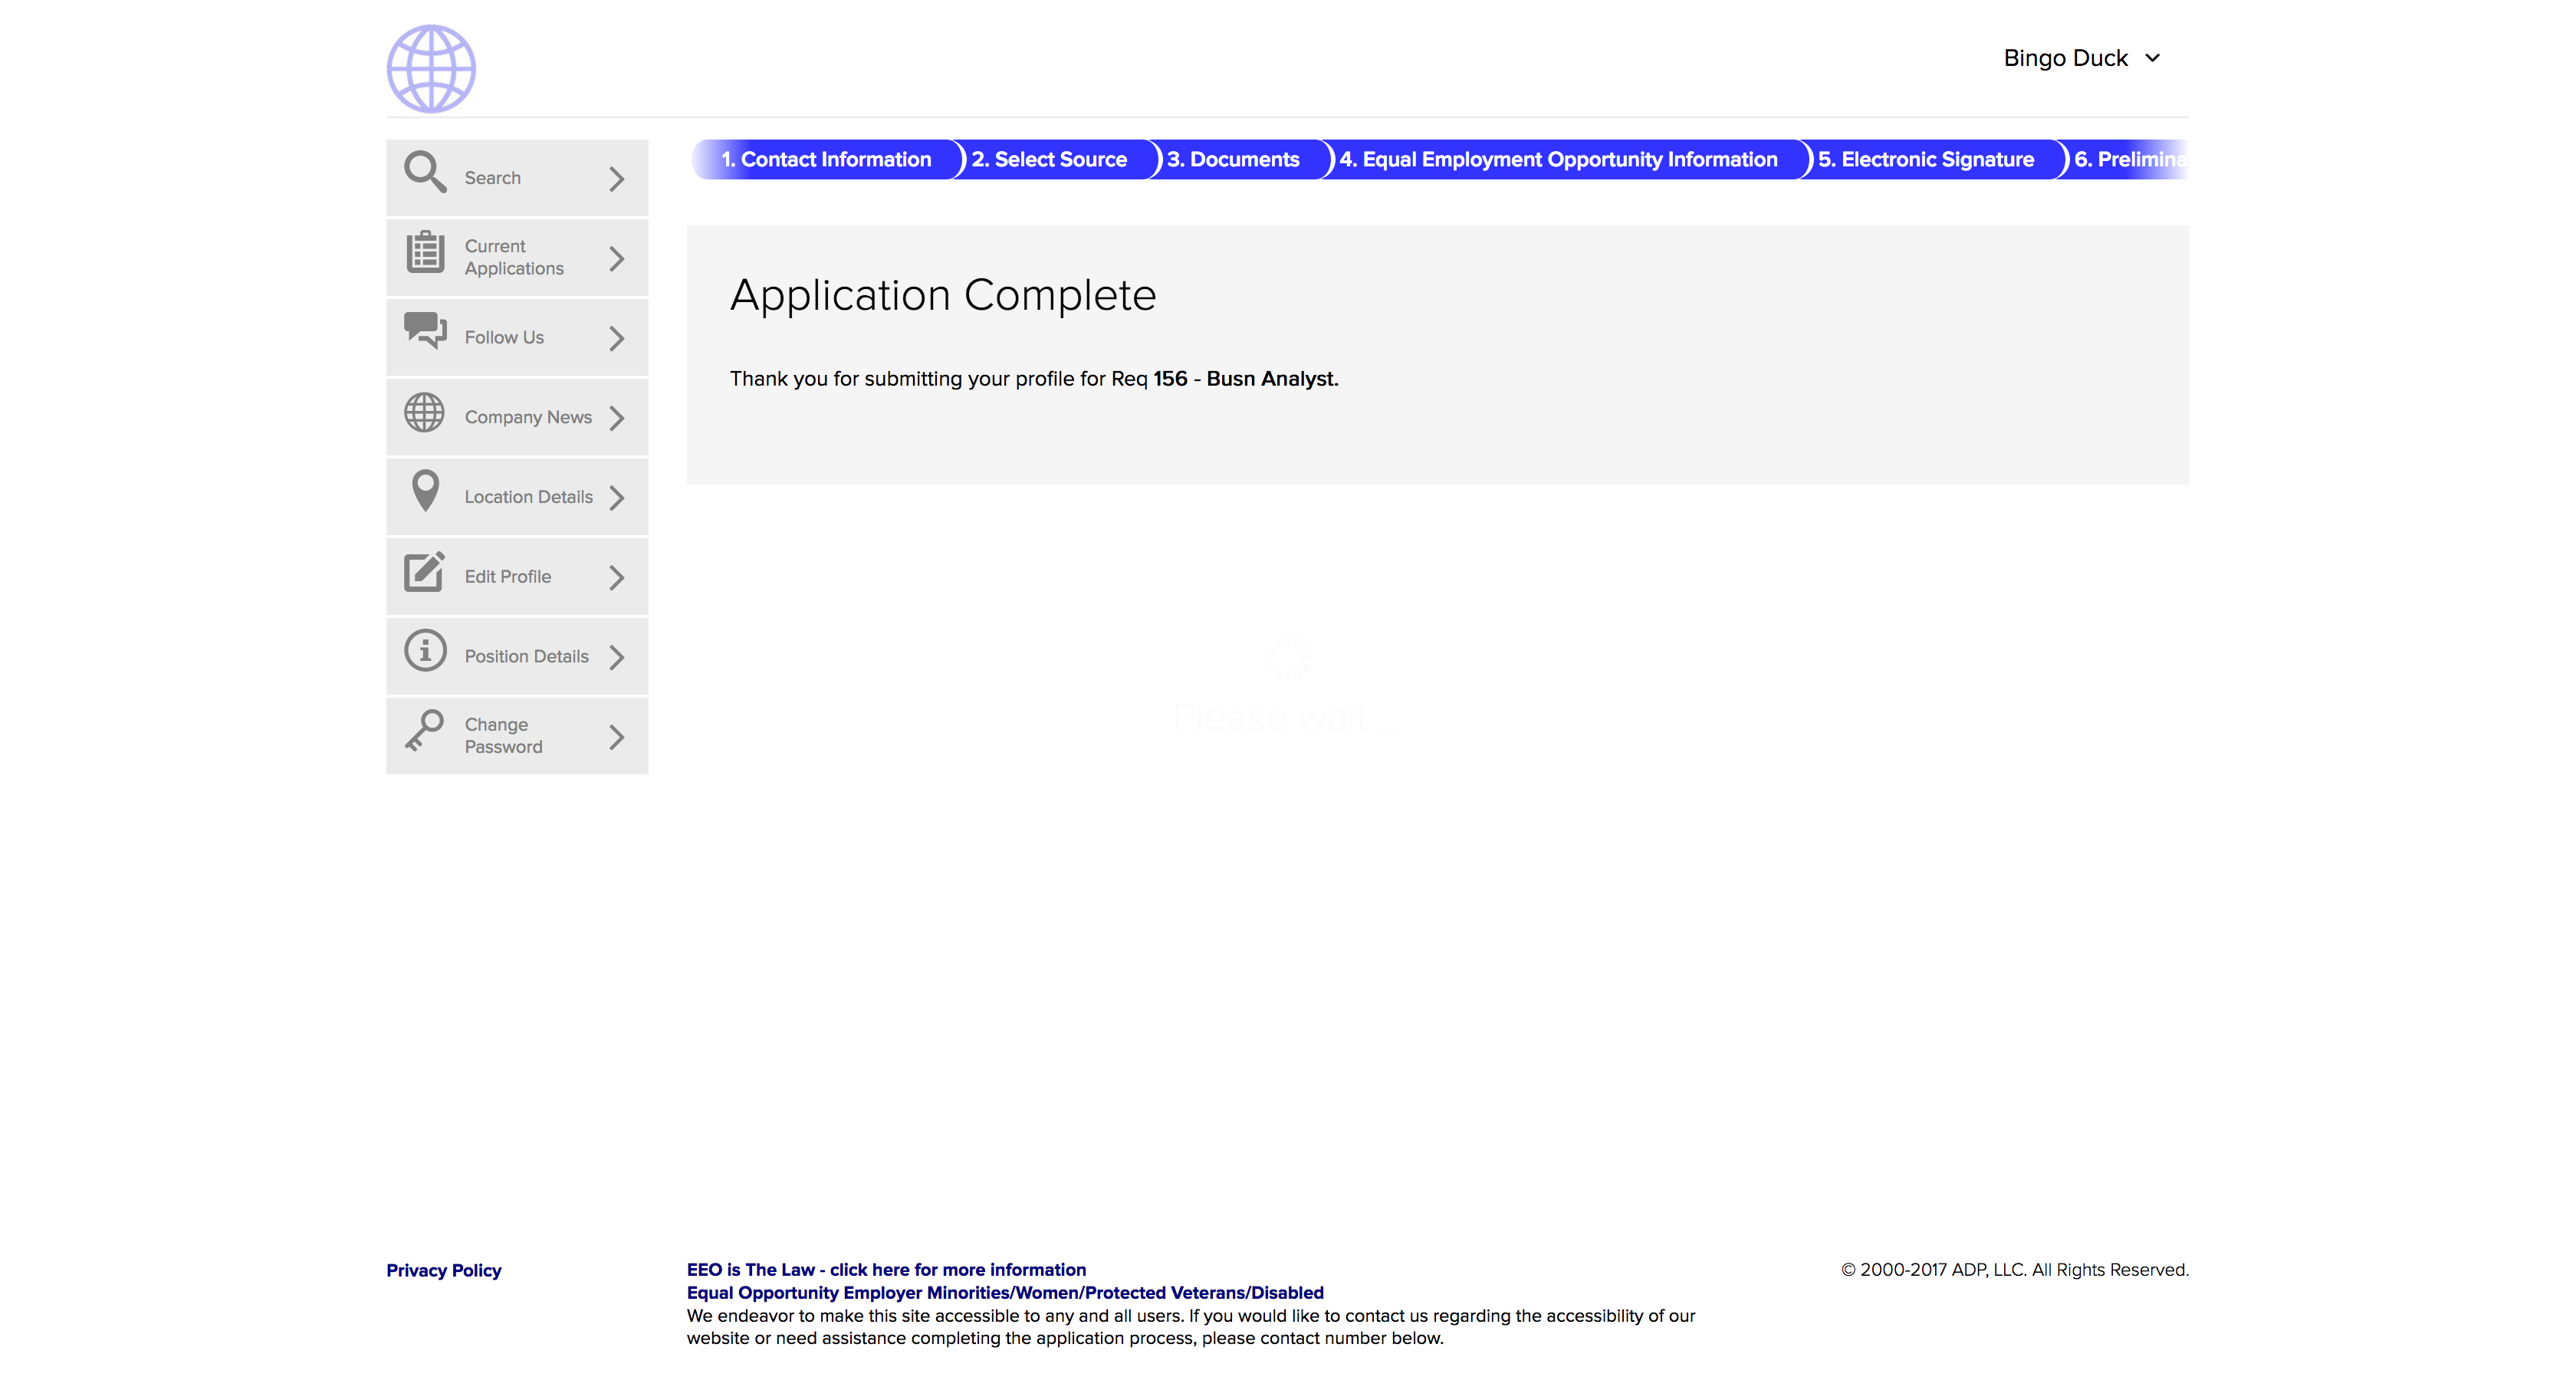 Bingo Duck
Search
Current
Applications
Follow Us
Company News
Location Details
Edit Profile
Position Details
Change
Password
1. Contact Information 2. Select Source 3. Documents 4. Equal Employment Opportunity Information 5. Electronic Signature 6. Prelimina
Application Complete
Thank you for submitting your profile for Req 156 - Busn Analyst.
Please wait ...
Privacy Policy
EEO is The Law - click here for more information
Equal Opportunity Employer Minorities/Women/Protected Veterans/Disabled
We endeavor to make this site accessible to any and all users. If you would like to contact us regarding the accessibility of our
website or need assistance completing the application process, please contact number below.
© 2000-2017 ADP, LLC. All Rights Reserved.